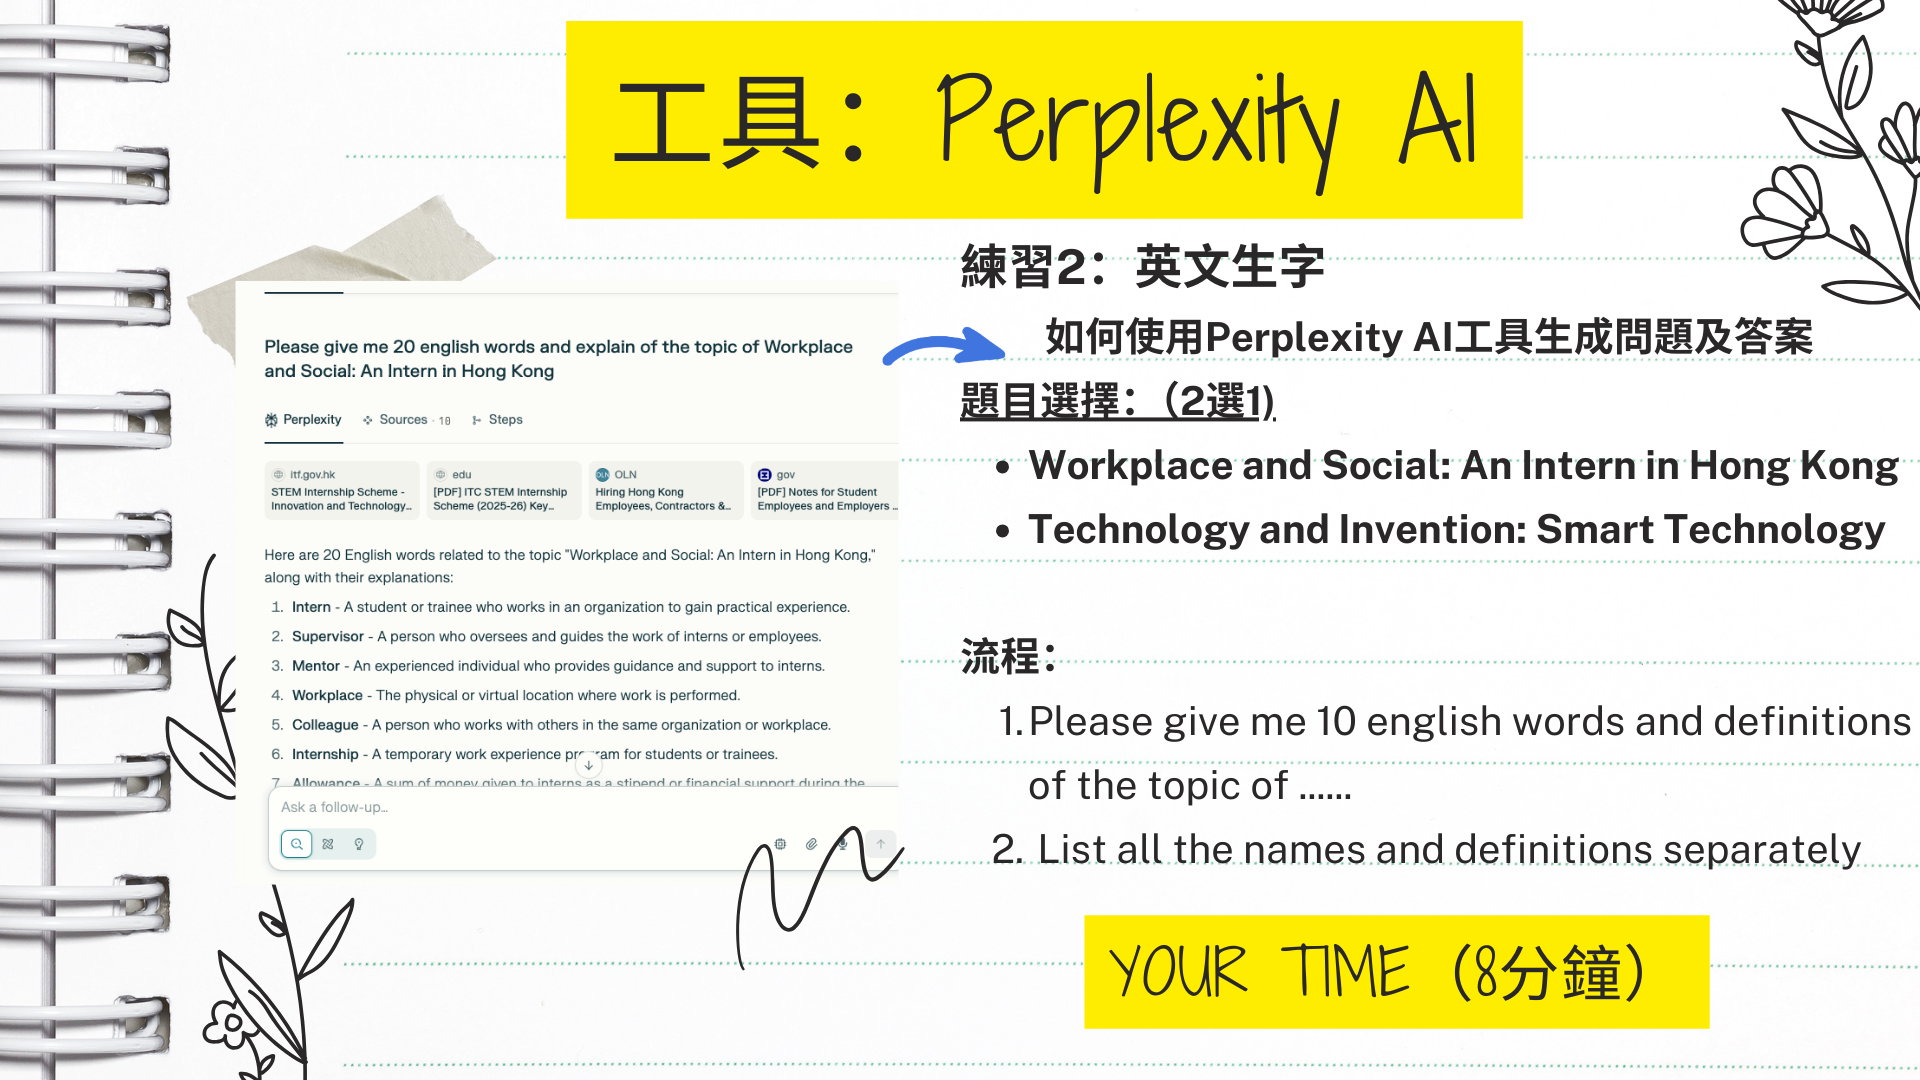 工具：Perplexity AI
Please give me 20 english words and explain of the topic of Workplace
and Social: An Intern in Hong Kong
Perplexity
Sources · 10
Steps
itf.gov.hk
STEM Internship Scheme -
Innovation and Technology...
edu
[PDF] ITC STEM Internship
Scheme (2025-26) Key...
OLN
Hiring Hong Kong
Employees, Contractors &...
gov
[PDF] Notes for Student
Employees and Employers ...
Here are 20 English words related to the topic "Workplace and Social: An Intern in Hong Kong,"
along with their explanations:
1. Intern - A student or trainee who works in an organization to gain practical experience.
2. Supervisor - A person who oversees and guides the work of interns or employees.
3. Mentor - An experienced individual who provides guidance and support to interns.
4. Workplace - The physical or virtual location where work is performed.
5. Colleague - A person who works with others in the same organization or workplace.
6. Internship - A temporary work experience program for students or trainees.
7. Allowance - A sum of money given to interns as a stipend or financial support during the
Ask a follow-up...
練習2：英文生字
如何使用Perplexity AI工具生成問題及答案
題目選擇：（2選1)
• Workplace and Social: An Intern in Hong Kong
• Technology and Invention: Smart Technology
流程：
1. Please give me 10 english words and definitions
of the topic of ......
2. List all the names and definitions separately
YOUR TIME（8分鐘）